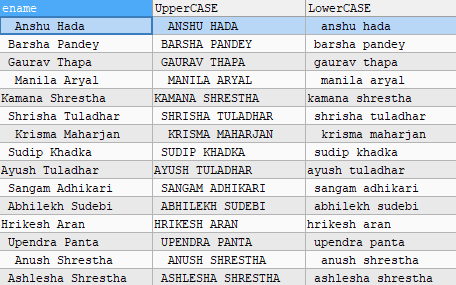 ename UpperCASE LowerCASE
Anshu Hada ANSHU HADA anshu hada
Barsha Pandey BARSHA PANDEY barsha pandey
Gaurav Thapa GAURAV THAPA gaurav thapa
Manila Aryal MANILA ARYAL manila aryal
Kamana Shrestha KAMANA SHRESTHA kamana shrestha
Shrisha Tuladhar SHRISHA TULADHAR shrisha tuladhar
Krisma Maharjan KRISMA MAHARJAN krisma maharjan
Sudip Khadka SUDIP KHADKA sudip khadka
Ayush Tuladhar AYUSH TULADHAR ayush tuladhar
Sangam Adhikari SANGAM ADHIKARI sangam adhikari
Abhilekh Sudebi ABHILEKH SUDEBI abhilekh sudebi
Hrikesh Aran HRIKESH ARAN hrikesh aran
Upendra Panta UPENDRA PANTA upendra panta
Anush Shrestha ANUSH SHRESTHA anush shrestha
Ashlesha Shrestha ASHLESHA SHRESTHA ashlesha shrestha